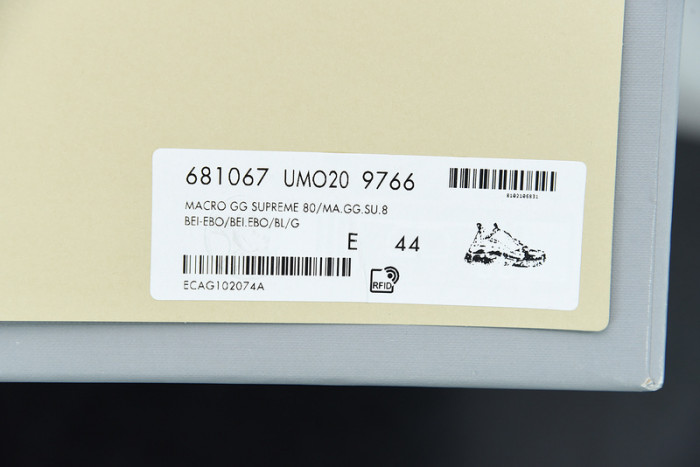 681067 UMO20 9766
MACRO GG SUPREME 80/MA.GG.SU.8
BEI-EBO/BEI.EBO/BL/G
E 44
ECAG102074A
RFID